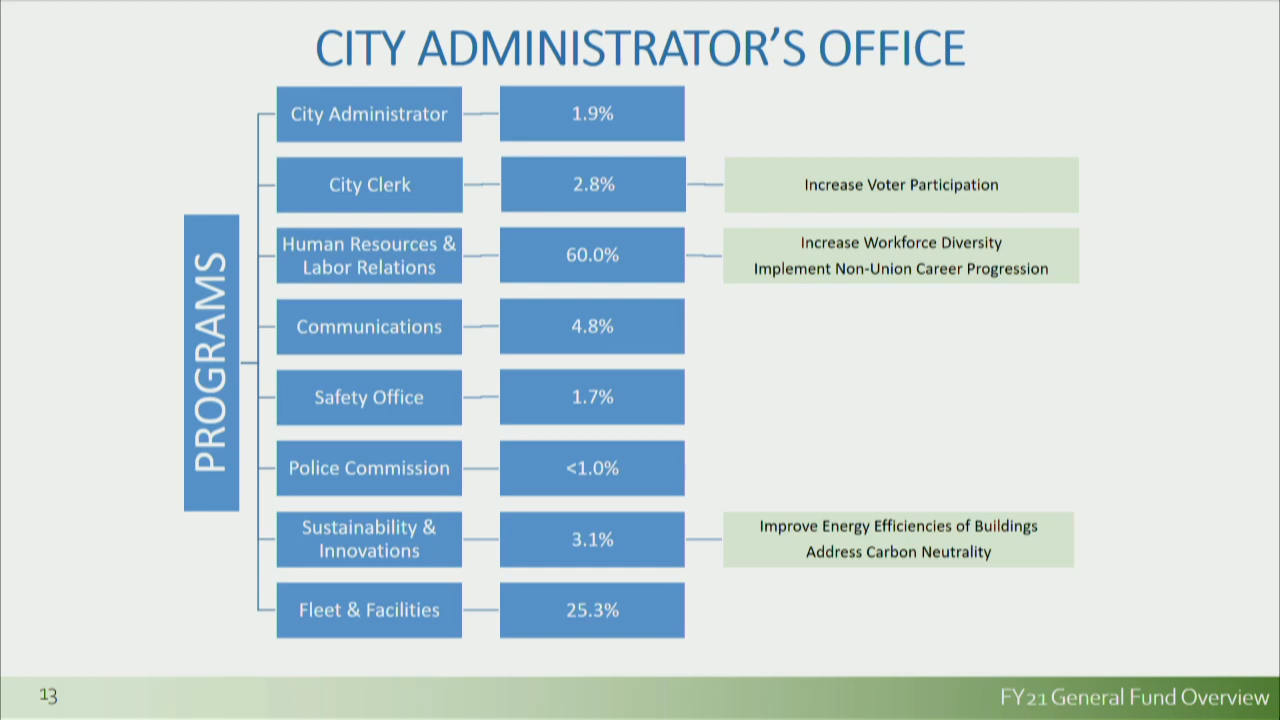 CITY ADMINISTRATOR’S OFFICE
PROGRAMS
City Administrator
1.9%
City Clerk
2.8%
Increase Voter Participation
Human Resources &
Labor Relations
60.0%
Increase Workforce Diversity
Implement Non-Union Career Progression
Communications
4.8%
Safety Office
1.7%
Police Commission
<1.0%
Sustainability &
Innovations
3.1%
Improve Energy Efficiencies of Buildings
Address Carbon Neutrality
Fleet & Facilities
25.3%
13
FY21 General Fund Overview